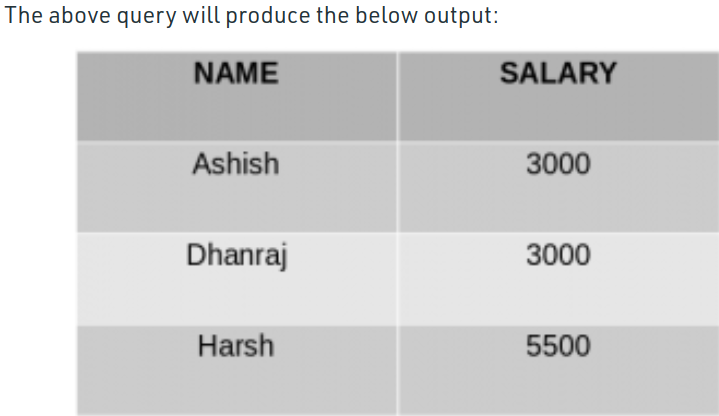 The above query will produce the below output:
NAME SALARY
Ashish 3000
Dhanraj 3000
Harsh 5500